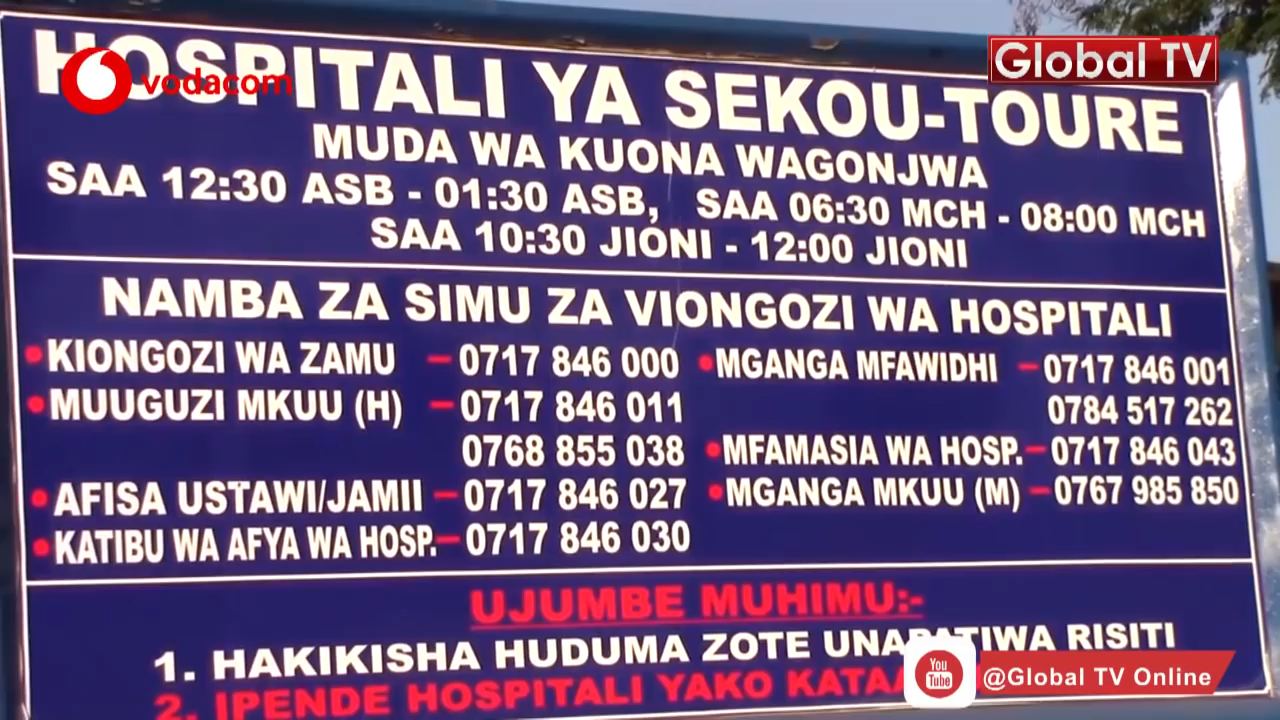 Global TV
vodacom
HOSPITALI YA SEKOU-TOURE
MUDA WA KUONA WAGONJWA
SAA 12:30 ASB - 01:30 ASB, SAA 06:30 MCH - 08:00 MCH
SAA 10:30 JIONI - 12:00 JIONI
NAMBA ZA SIMU ZA VIONGOZI WA HOSPITALI
• KIONGOZI WA ZAMU – 0717 846 000
• MUUGUZI MKUU (H) – 0717 846 011
0768 855 038
• AFISA USTAWI/JAMII – 0717 846 027
• KATIBU WA AFYA WA HOSP. – 0717 846 030
• MGANGA MFAWIDHI – 0717 846 001
0784 517 262
• MFAMASIA WA HOSP. – 0717 846 043
• MGANGA MKUU (M) – 0767 985 850
UJUMBE MUHIMU:-
1. HAKIKISHA HUDUMA ZOTE UNAPATIWA RISITI
2. IPENDE HOSPITALI YAKO
You Tube
@Global TV Online